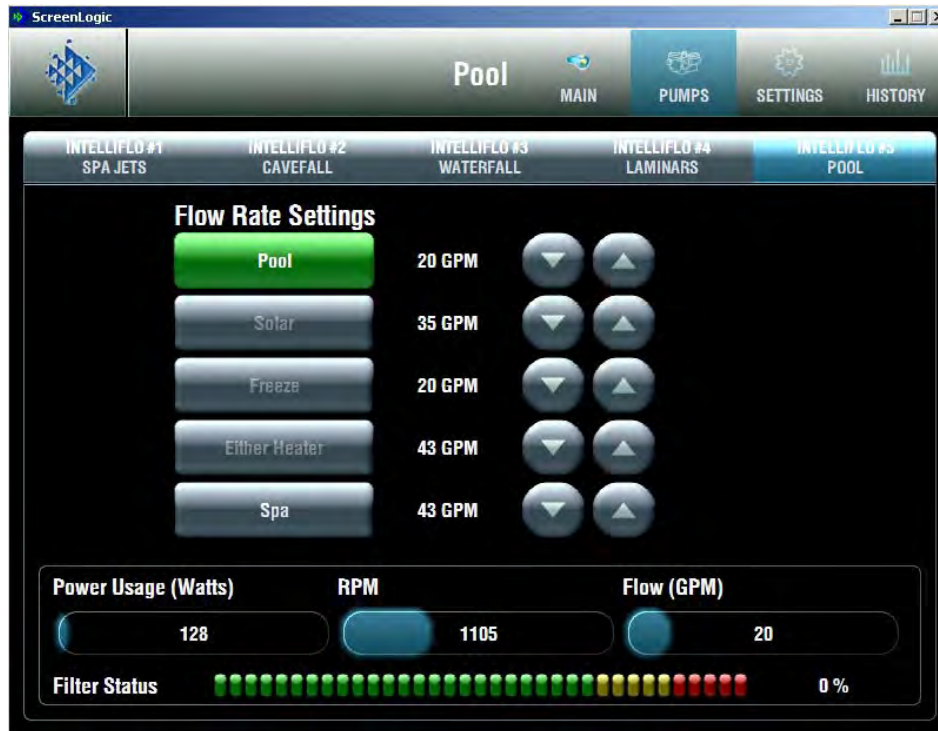 ScreenLogic
Pool
MAIN
PUMPS
SETTINGS
HISTORY
INTELLIFLO #1
SPA JETS
INTELLIFLO #2
CAVEFALL
INTELLIFLO #3
WATERFALL
INTELLIFLO #4
LAMINARS
INTELLIFLO #5
POOL
Flow Rate Settings
Pool 20 GPM
Solar 35 GPM
Freeze 20 GPM
Either Heater 43 GPM
Spa 43 GPM
Power Usage (Watts) RPM Flow (GPM)
128 1105 20
Filter Status 0 %